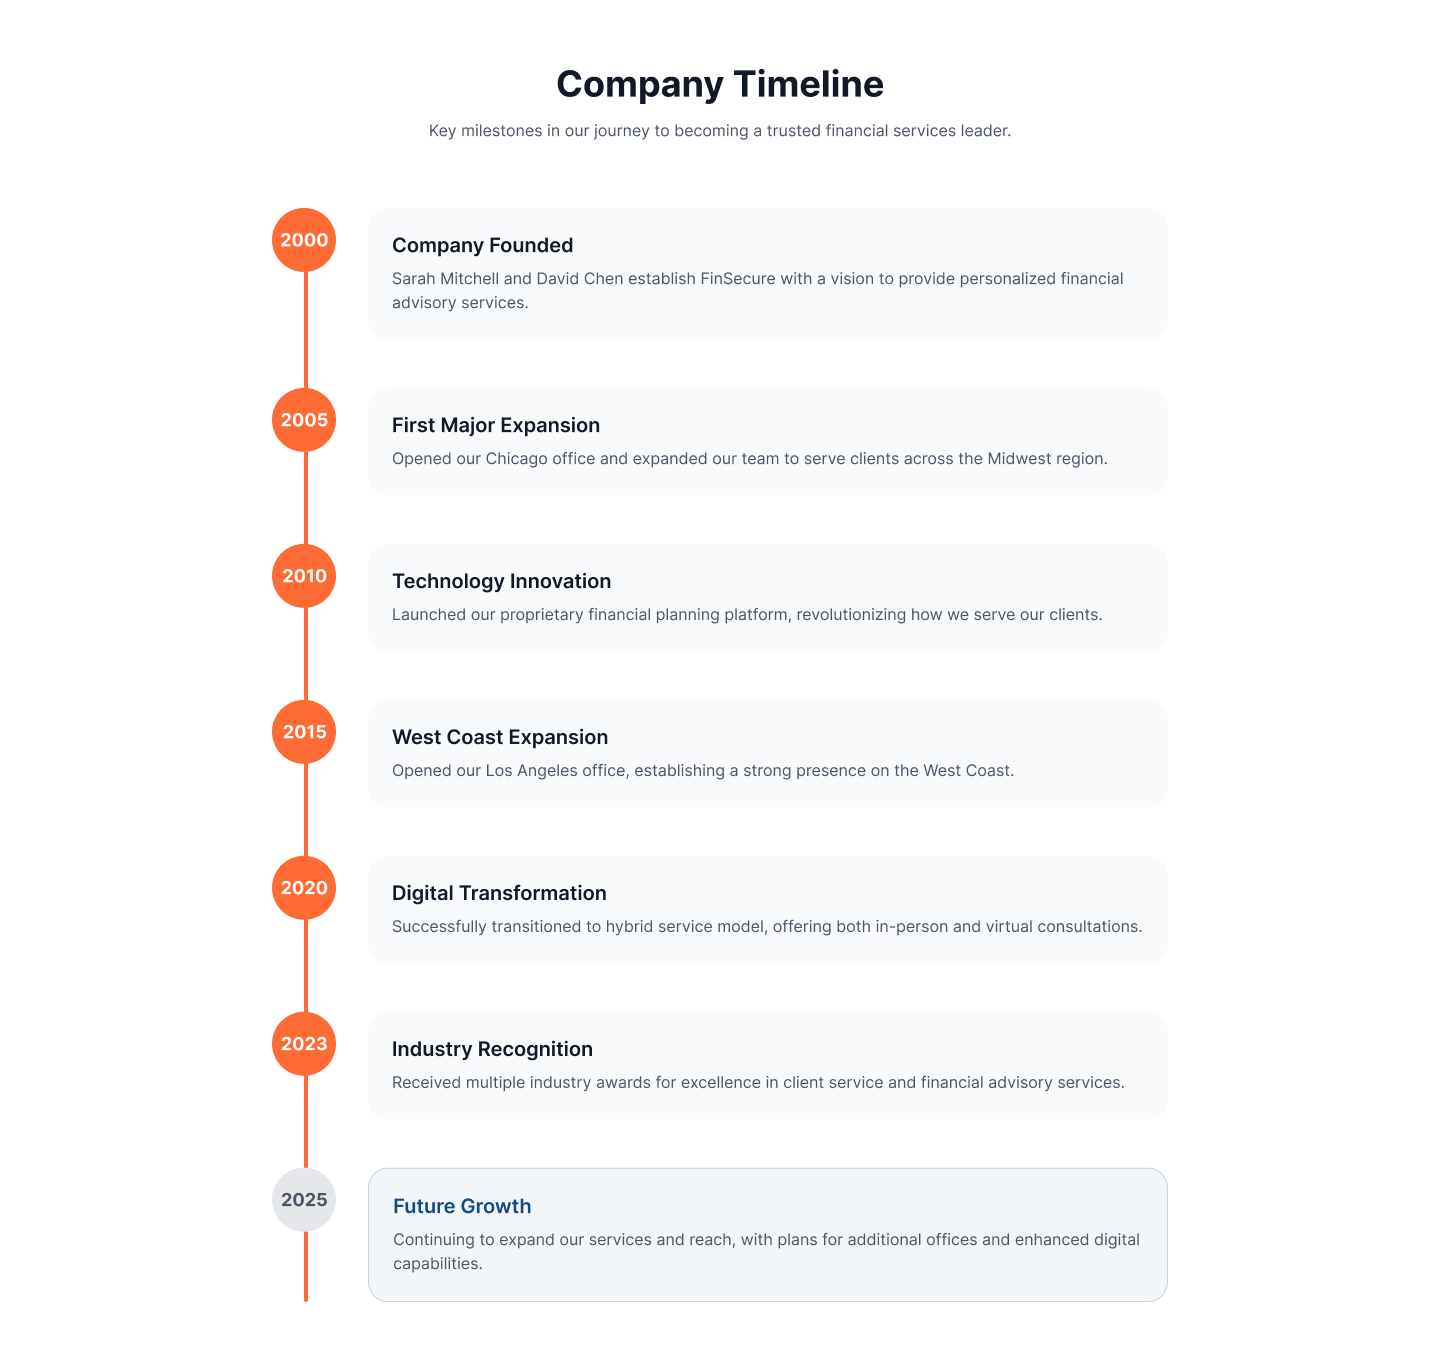 Company Timeline
Key milestones in our journey to becoming a trusted financial services leader.
2000
Company Founded
Sarah Mitchell and David Chen establish FinSecure with a vision to provide personalized financial
advisory services.
2005
First Major Expansion
Opened our Chicago office and expanded our team to serve clients across the Midwest region.
2010
Technology Innovation
Launched our proprietary financial planning platform, revolutionizing how we serve our clients.
2015
West Coast Expansion
Opened our Los Angeles office, establishing a strong presence on the West Coast.
2020
Digital Transformation
Successfully transitioned to hybrid service model, offering both in-person and virtual consultations.
2023
Industry Recognition
Received multiple industry awards for excellence in client service and financial advisory services.
2025
Future Growth
Continuing to expand our services and reach, with plans for additional offices and enhanced digital
capabilities.